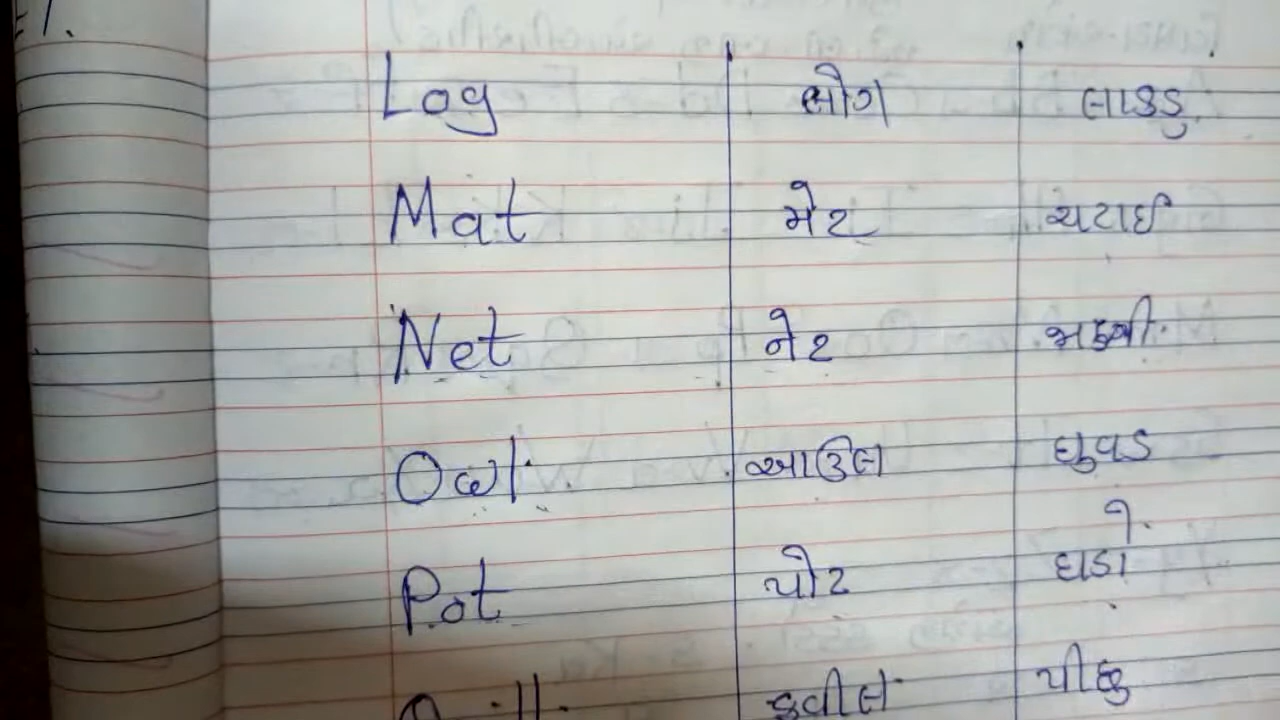 Log લોગ લાકડુ
Mat મેટ ચટાઈ
Net નેટ
Owl આઉલ ઘુવડ
Pot પોટ ઘડો
ક્વીલ પીછુ